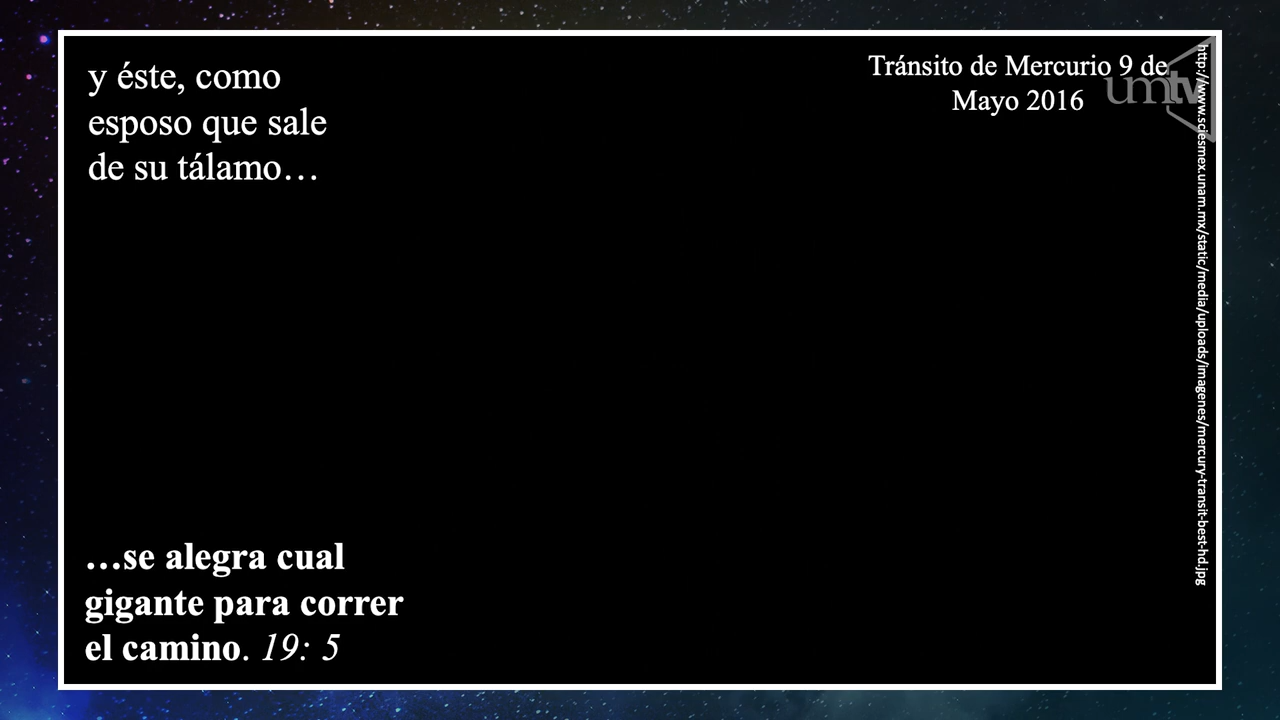 y éste, como
esposo que sale
de su tálamo…
Tránsito de Mercurio 9 de
Mayo 2016
umtv
http://www.sciesmex.unam.mx/static/media/uploads/imagenes/mercury-transit-best-hd.jpg
…se alegra cual
gigante para correr
el camino. 19: 5